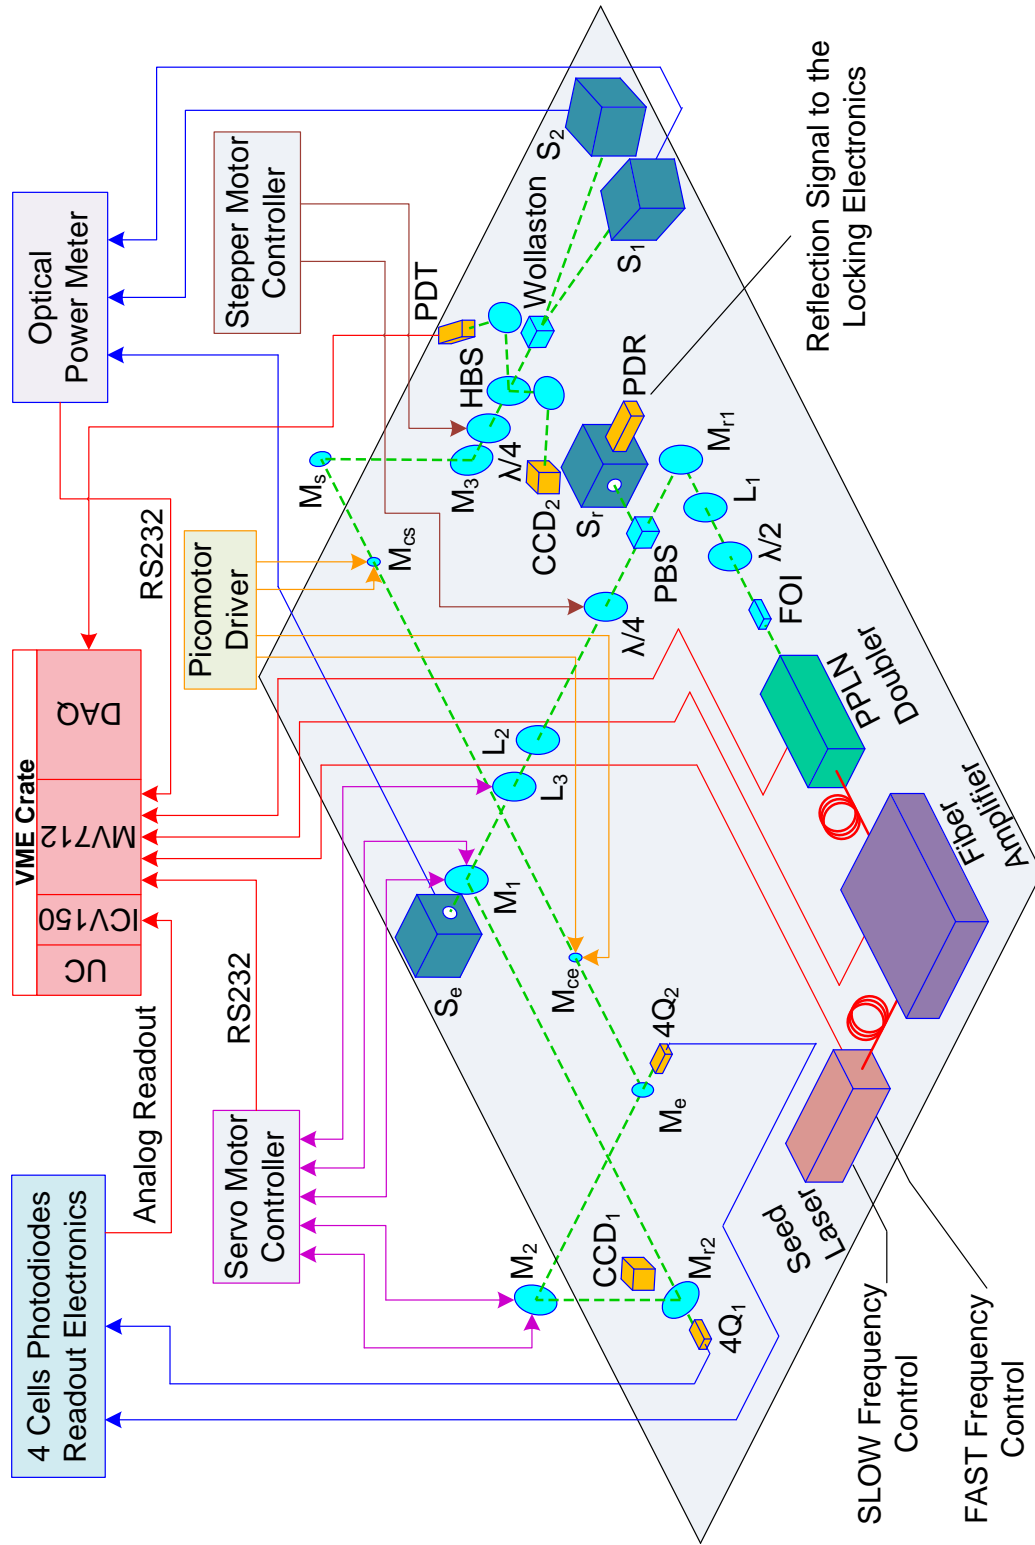 4 Cells Photodiodes
Readout Electronics
Analog Readout
VME Crate
UC
ICV150
MV712
DAQ
RS232
RS232
Optical
Power Meter
Servo Motor
Controller
Picomotor
Driver
Stepper Motor
Controller
M2
CCD1
Mr2
4Q1
Me
4Q2
Mce
Se
M1
L3
L2
λ/4
Mcs
Ms
M3
λ/4
HBS
PDT
CCD2
Wollaston
S1
S2
Sr
PDR
PBS
Mr1
L1
λ/2
FOI
PPLN
Doubler
Fiber
Amplifier
Seed
Laser
SLOW Frequency
Control
FAST Frequency
Control
Reflection Signal to the
Locking Electronics